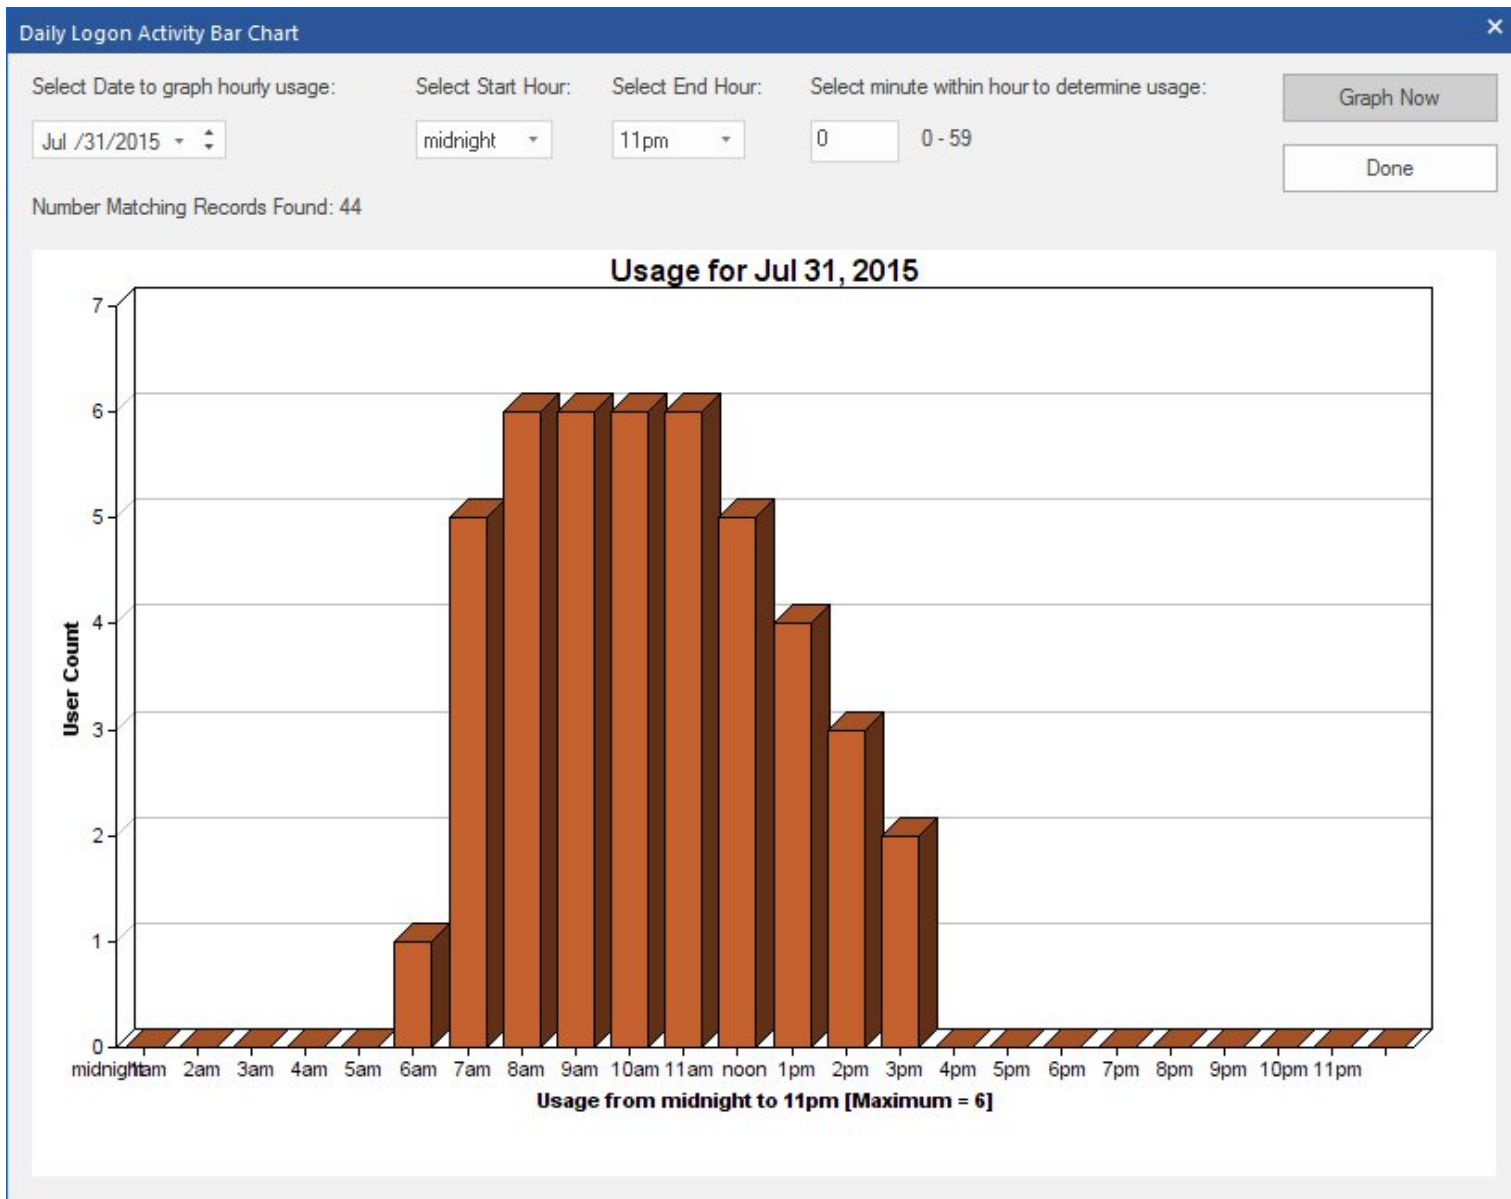 Daily Logon Activity Bar Chart
Select Date to graph hourly usage:
Select Start Hour:
Select End Hour:
Select minute within hour to determine usage:
Graph Now
Jul /31/2015
midnight
11pm
0
0 - 59
Done
Number Matching Records Found: 44
Usage for Jul 31, 2015
7
6
5
4
3
2
1
0
User Count
midnight 1am 2am 3am 4am 5am 6am 7am 8am 9am 10am 11am noon 1pm 2pm 3pm 4pm 5pm 6pm 7pm 8pm 9pm 10pm 11pm
Usage from midnight to 11pm [Maximum = 6]